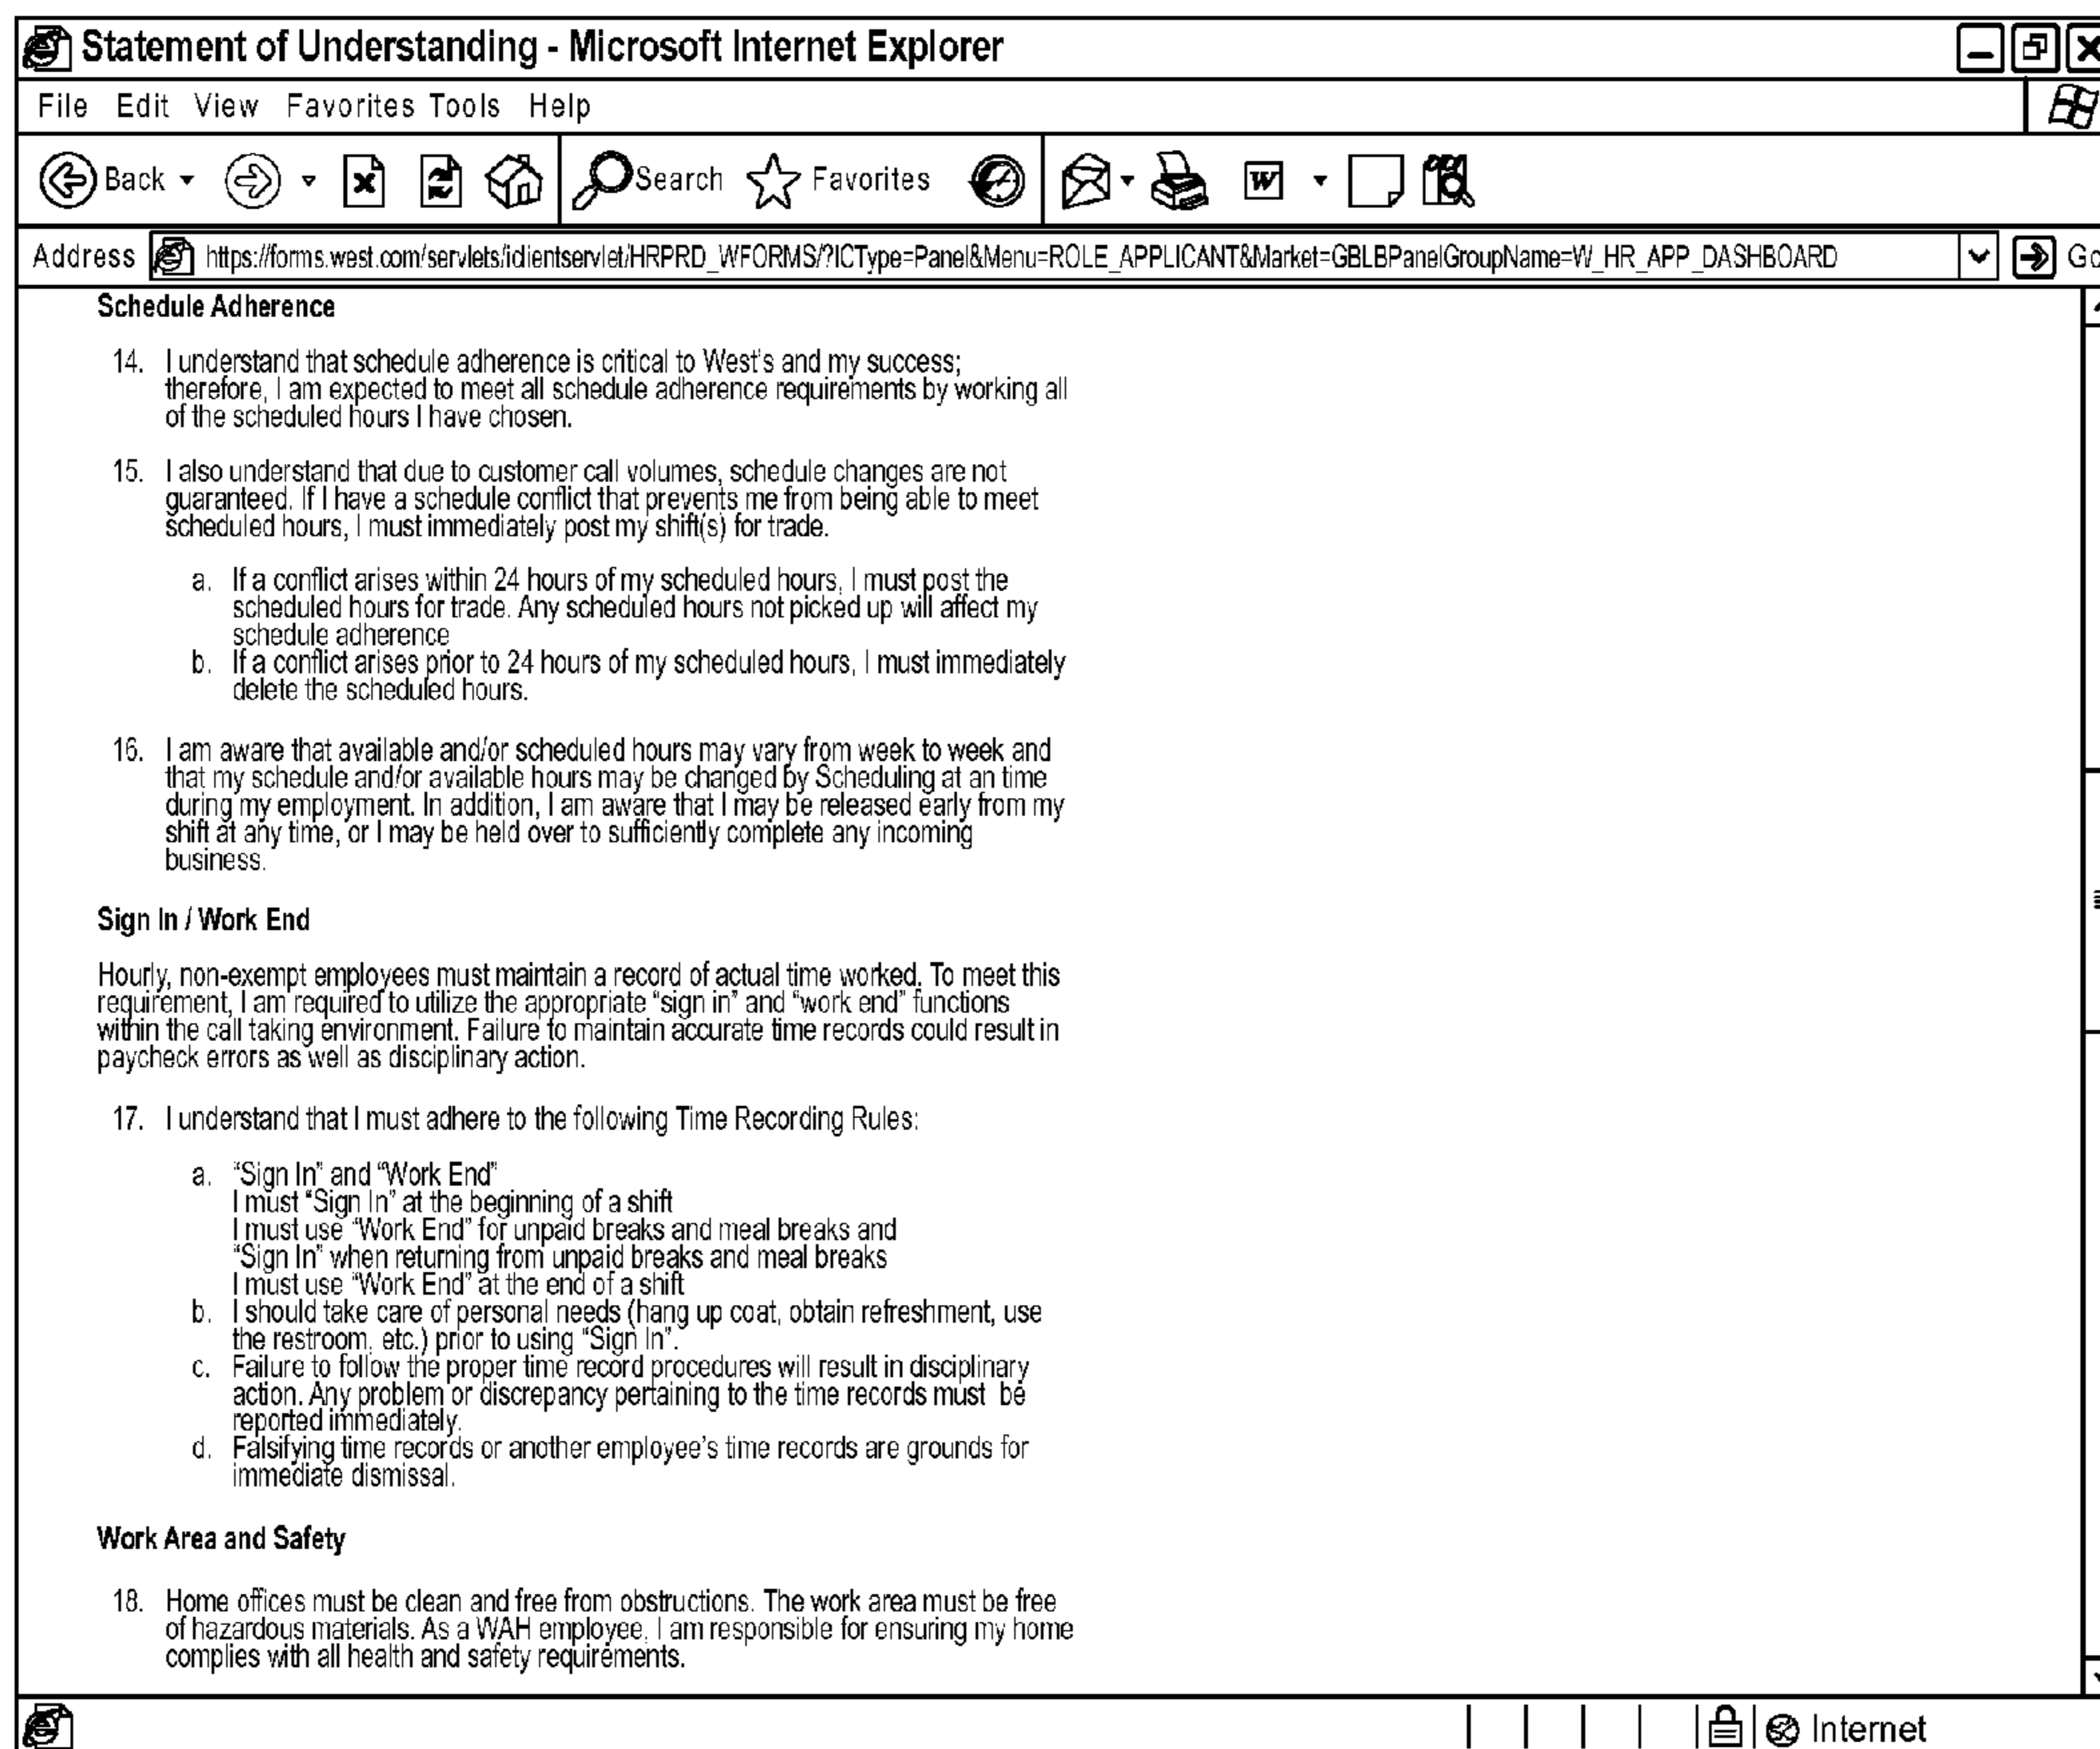 Statement of Understanding - Microsoft Internet Explorer
File Edit View Favorites Tools Help
Back Search Favorites W
Address https://forms.west.com/servlets/iclientservlet/HRPRD_WFORMS/?ICType=Panel&Menu=ROLE_APPLICANT&Market=GBLBPanelGroupName=W_HR_APP_DASHBOARD
Schedule Adherence
14. I understand that schedule adherence is critical to West's and my success;
therefore, I am expected to meet all schedule adherence requirements by working all
of the scheduled hours I have chosen.
15. I also understand that due to customer call volumes, schedule changes are not
guaranteed. If I have a schedule conflict that prevents me from being able to meet
scheduled hours, I must immediately post my shift(s) for trade.
a. If a conflict arises within 24 hours of my scheduled hours, I must post the
scheduled hours for trade. Any scheduled hours not picked up will affect my
schedule adherence
b. If a conflict arises prior to 24 hours of my scheduled hours, I must immediately
delete the scheduled hours.
16. I am aware that available and/or scheduled hours may vary from week to week and
that my schedule and/or available hours may be changed by Scheduling at an time
during my employment. In addition, I am aware that I may be released early from my
shift at any time, or I may be held over to sufficiently complete any incoming
business.
Sign In / Work End
Hourly, non-exempt employees must maintain a record of actual time worked. To meet this
requirement, I am required to utilize the appropriate "sign in" and "work end" functions
within the call taking environment. Failure to maintain accurate time records could result in
paycheck errors as well as disciplinary action.
17. I understand that I must adhere to the following Time Recording Rules:
a. "Sign In" and "Work End"
I must "Sign In" at the beginning of a shift
I must use "Work End" for unpaid breaks and meal breaks and
"Sign In" when returning from unpaid breaks and meal breaks
I must use "Work End" at the end of a shift
b. I should take care of personal needs (hang up coat, obtain refreshment, use
the restroom, etc.) prior to using "Sign In".
c. Failure to follow the proper time record procedures will result in disciplinary
action. Any problem or discrepancy pertaining to the time records must be
reported immediately.
d. Falsifying time records or another employee's time records are grounds for
immediate dismissal.
Work Area and Safety
18. Home offices must be clean and free from obstructions. The work area must be free
of hazardous materials. As a WAH employee, I am responsible for ensuring my home
complies with all health and safety requirements.
Internet